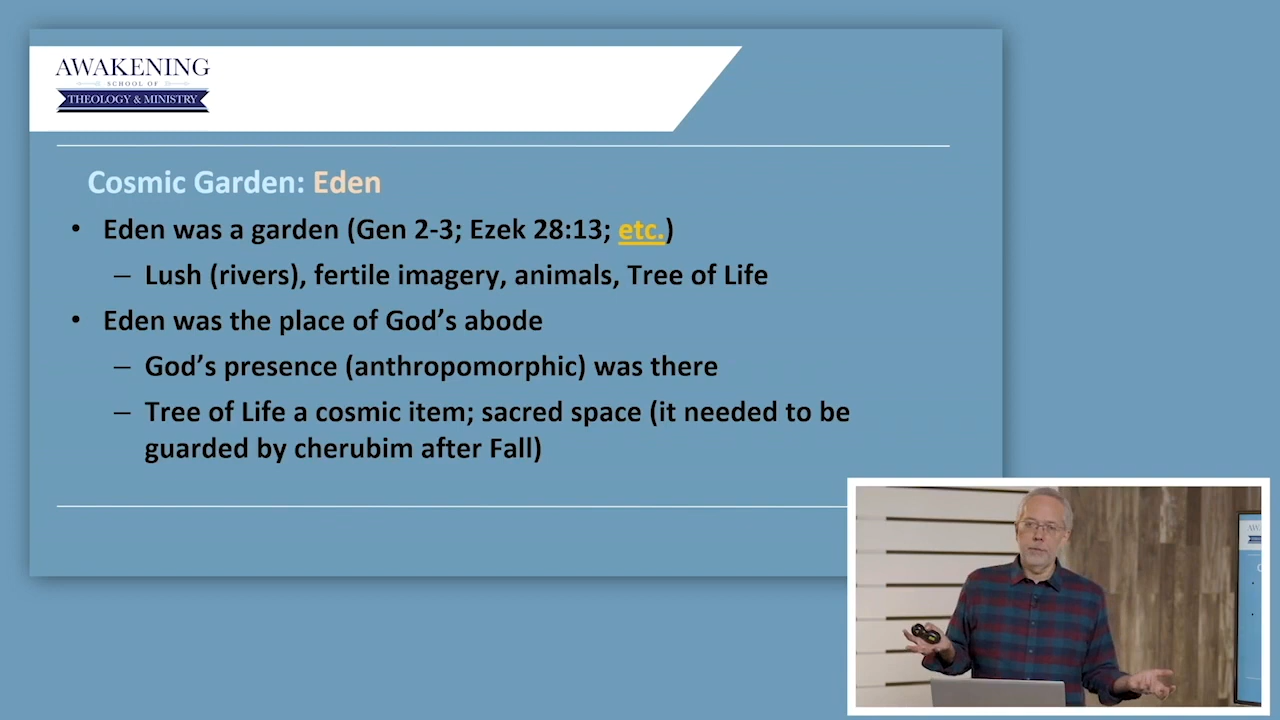 AWAKENING
SCHOOL OF
THEOLOGY & MINISTRY
Cosmic Garden: Eden
• Eden was a garden (Gen 2-3; Ezek 28:13; etc.)
– Lush (rivers), fertile imagery, animals, Tree of Life
• Eden was the place of God’s abode
– God’s presence (anthropomorphic) was there
– Tree of Life a cosmic item; sacred space (it needed to be
guarded by cherubim after Fall)